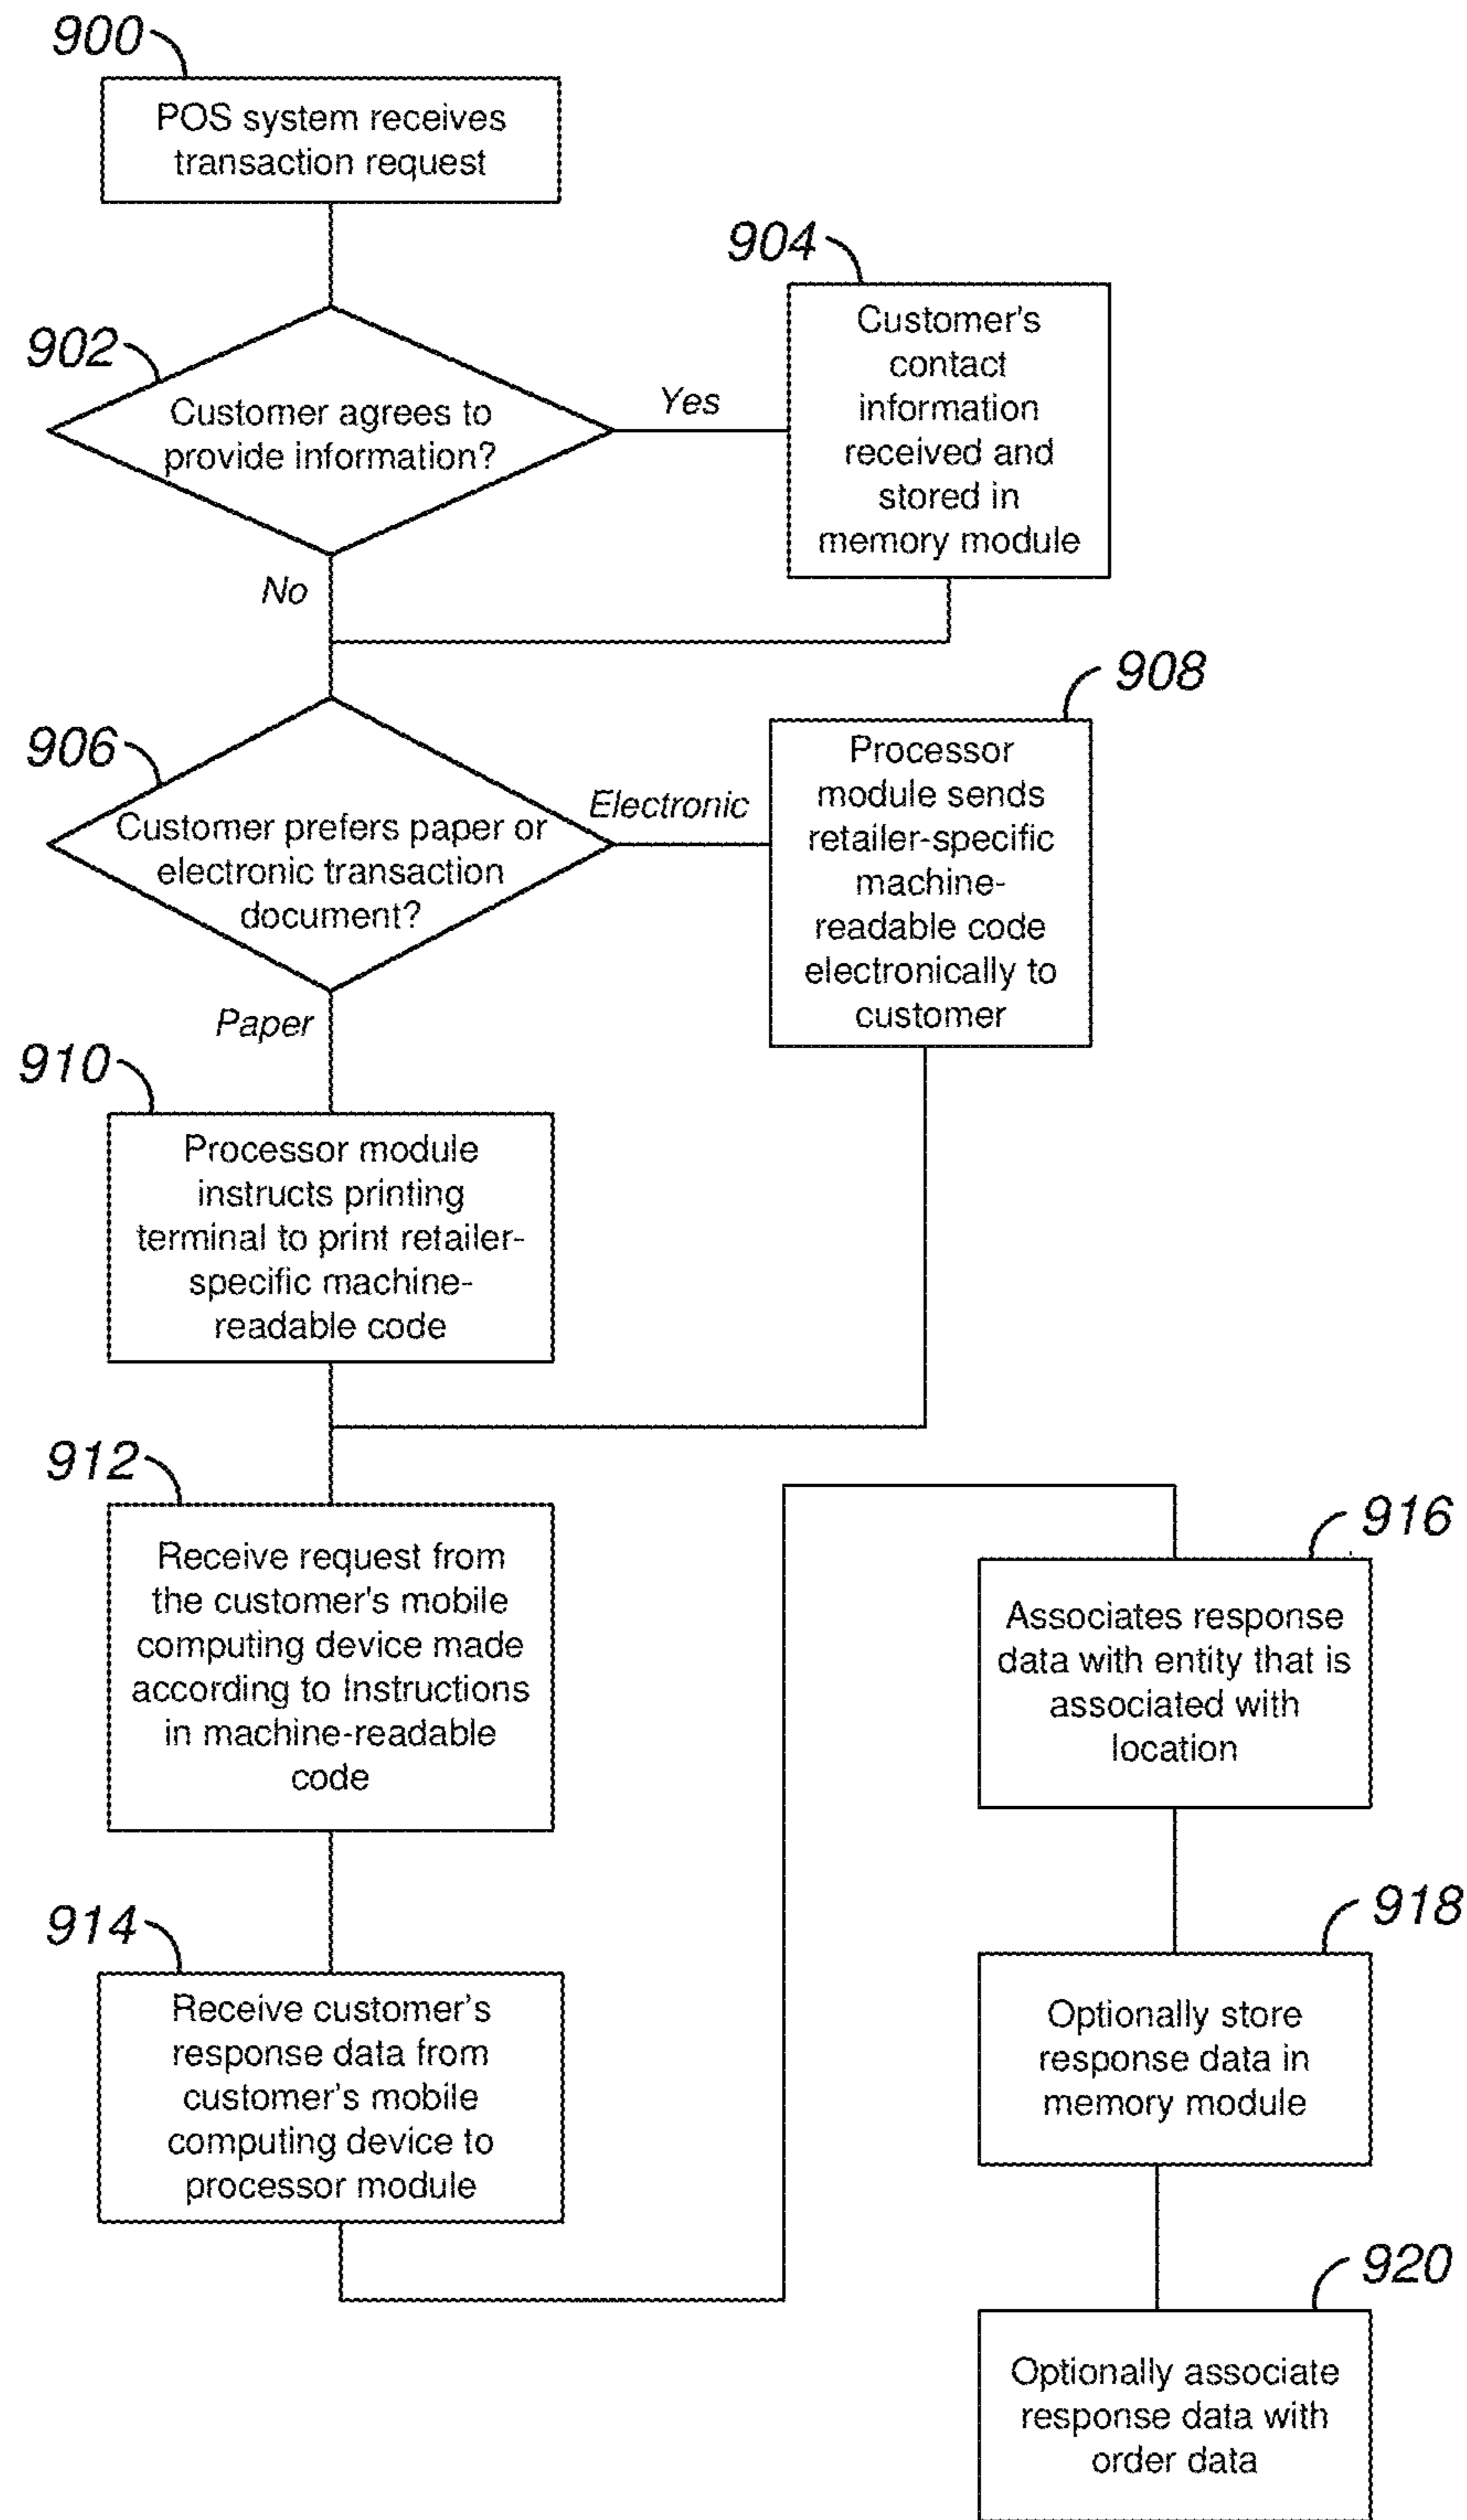 900
POS system receives
transaction request
902
Customer agrees to
provide information?
Yes
904
Customer's
contact
information
received and
stored in
memory module
No
906
Customer prefers paper or
electronic transaction
document?
Electronic
908
Processor
module sends
retailer-specific
machine-
readable code
electronically to
customer
Paper
910
Processor module
instructs printing
terminal to print retailer-
specific machine-
readable code
912
Receive request from
the customer's mobile
computing device made
according to Instructions
in machine-readable
code
914
Receive customer's
response data from
customer's mobile
computing device to
processor module
916
Associates response
data with entity that is
associated with
location
918
Optionally store
response data in
memory module
920
Optionally associate
response data with
order data